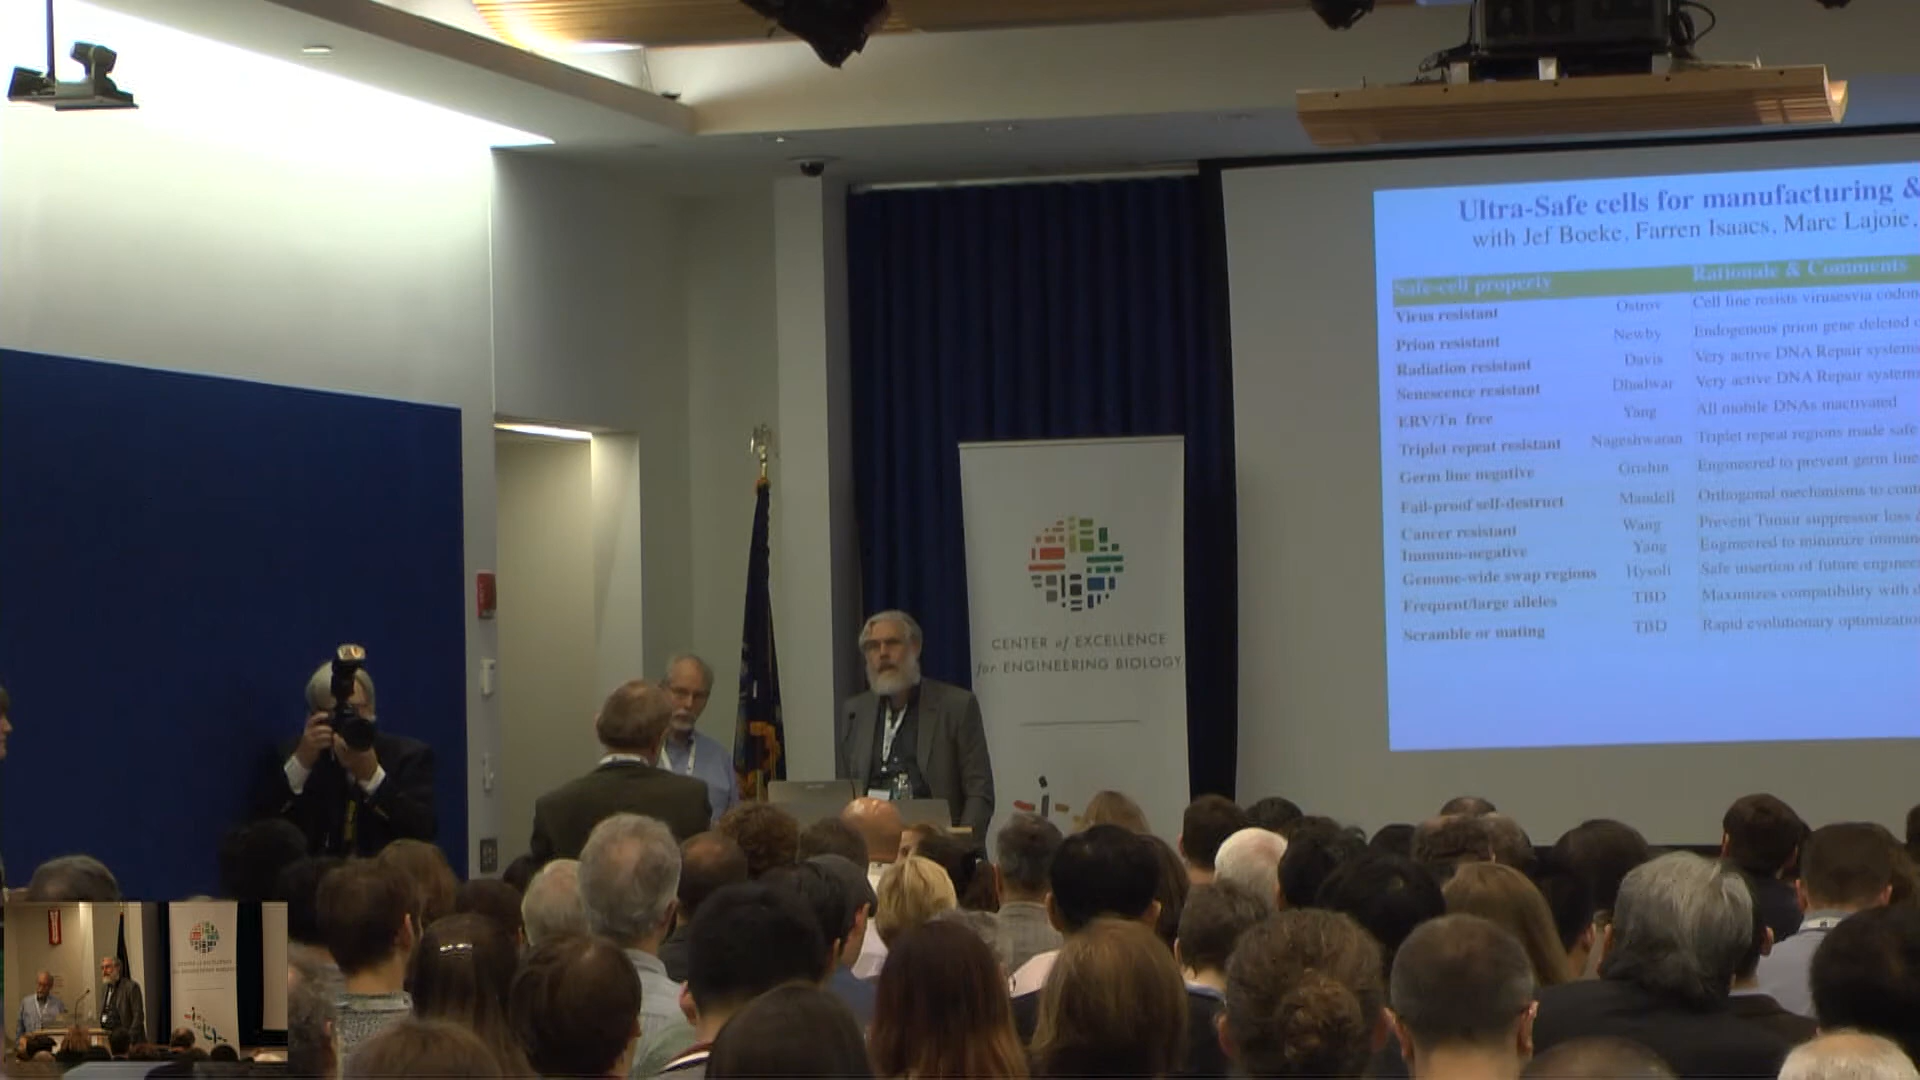 Ultra-Safe cells for manufacturing &
with Jef Boeke, Farren Isaacs, Marc Lajoie,
Safe-cell property Rationale & Comments
Virus resistant Ostrov Cell line resists virusesvia codon
Prion resistant Newby Endogenous prion gene deleted
Radiation resistant Davis Very active DNA Repair systems
Senescence resistant Dhadwar Very active DNA Repair systems
ERV/Tn free Yang All mobile DNAs inactivated
Triplet repeat resistant Nageshwaran Triplet repeat regions made safe
Germ line negative Grishin Engineered to prevent germ line
Fail-proof self-destruct Mandell Orthogonal mechanisms to
Cancer resistant Wang Prevent Tumor suppressor loss
Immuno-negative Yang Engineered to minimize
Genome-wide swap regions Hysolli Safe insertion of future
Frequent/large alleles TBD Maximizes compatibility with
Scramble or mating TBD Rapid evolutionary
CENTER of EXCELLENCE
for ENGINEERING BIOLOGY